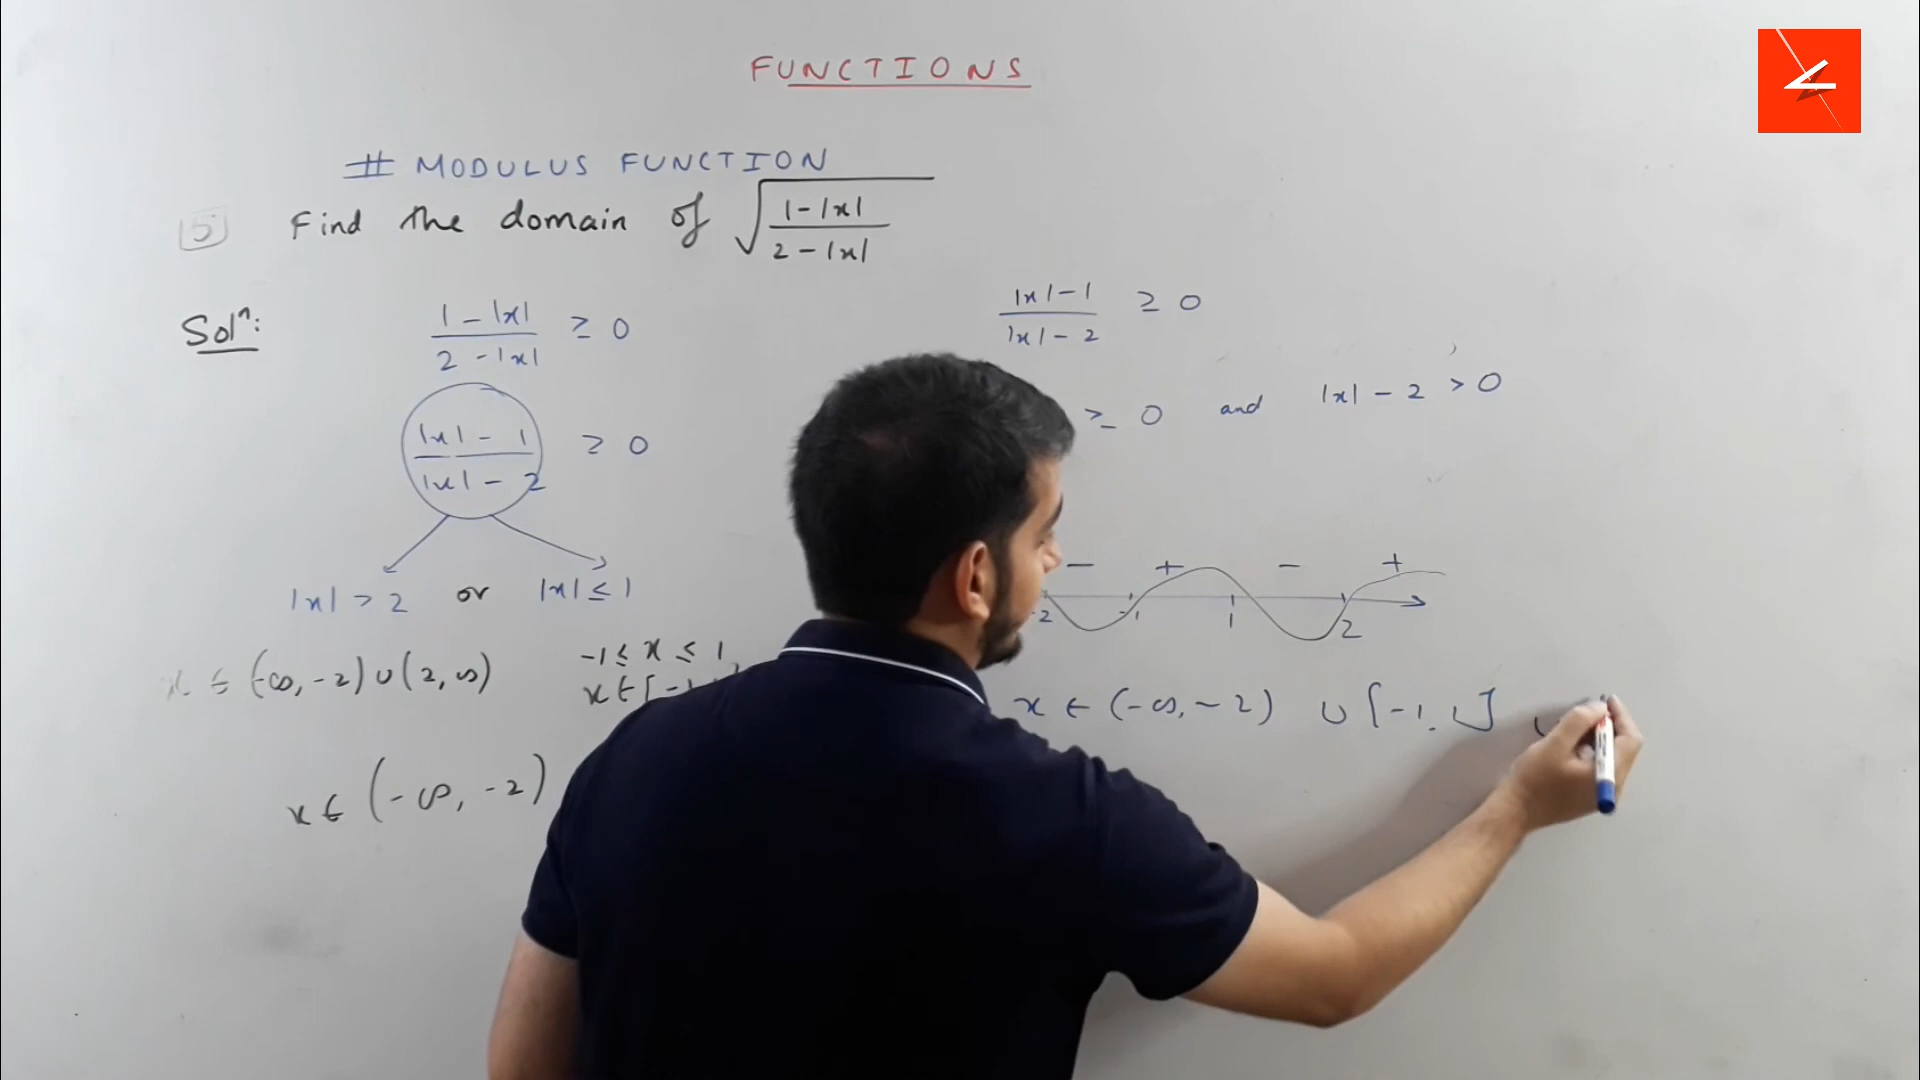 FUNCTIONS
# MODULUS FUNCTION
5 Find the domain of √((1-|x|)/(2-|x|))
Solⁿ:
(1-|x|)/(2-|x|) ≥ 0
(|x|-1)/(|x|-2) ≥ 0
|x| > 2 or |x| ≤ 1
x ∈ (-∞, -2) ∪ (2, ∞)
-1 ≤ x ≤ 1
x ∈ [-1
x ∈ (-∞, -2)
(|x|-1)/(|x|-2) ≥ 0
≥ 0 and |x| - 2 > 0
- + - +
-2 -1 1 2
x ∈ (-∞, -2) ∪ [-1, 1] ∪